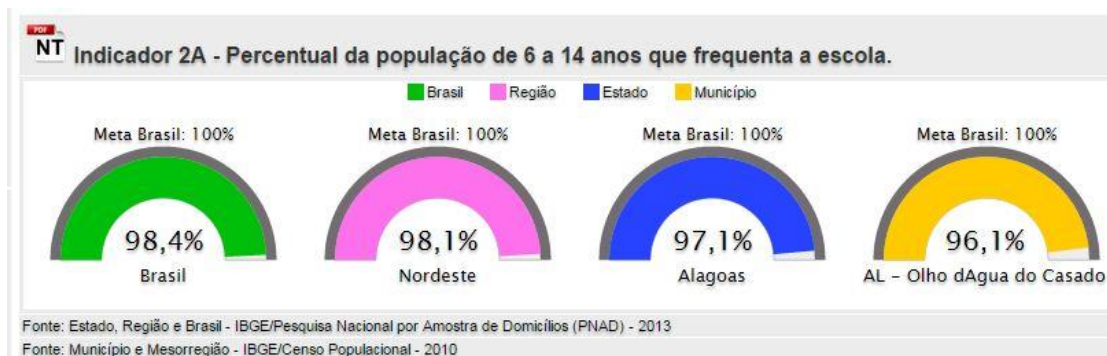 PDF
NT Indicador 2A - Percentual da população de 6 a 14 anos que frequenta a escola.
Brasil Região Estado Município
Meta Brasil: 100% Meta Brasil: 100% Meta Brasil: 100% Meta Brasil: 100%
98,4% 98,1% 97,1% 96,1%
Brasil Nordeste Alagoas AL - Olho dAgua do Casado
Fonte: Estado, Região e Brasil - IBGE/Pesquisa Nacional por Amostra de Domicílios (PNAD) - 2013
Fonte: Município e Mesorregião - IBGE/Censo Populacional - 2010